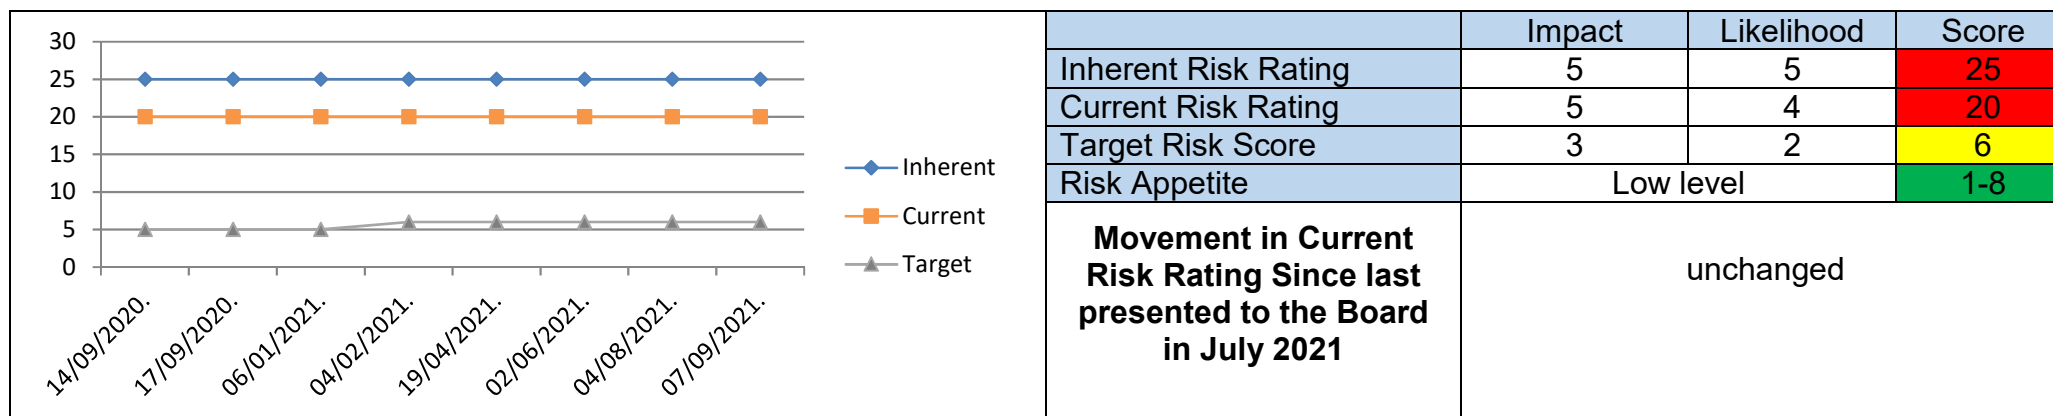 30
25
20
15
10
5
0
14/09/2020.
17/09/2020.
06/01/2021.
04/02/2021.
19/04/2021.
02/06/2021.
04/08/2021.
07/09/2021.
Inherent
Current
Target
Impact Likelihood Score
Inherent Risk Rating 5 5 25
Current Risk Rating 5 4 20
Target Risk Score 3 2 6
Risk Appetite Low level 1-8
Movement in Current
Risk Rating Since last
presented to the Board
in July 2021
unchanged